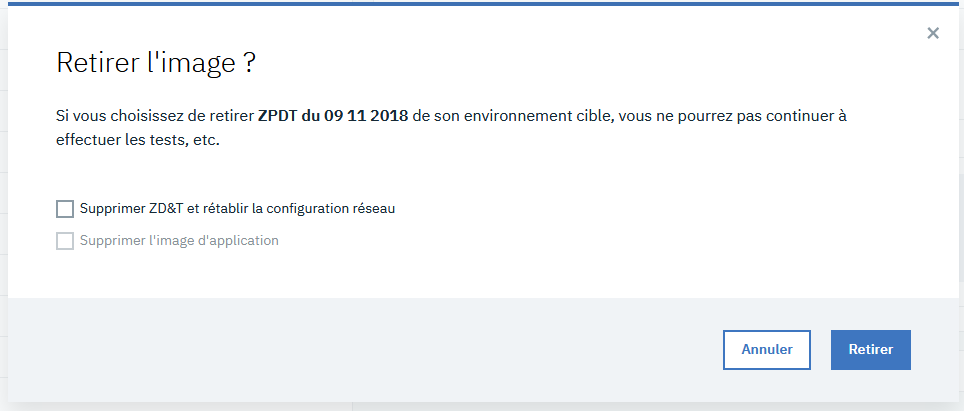 Retirer l'image ?
Si vous choisissez de retirer ZPDT du 09 11 2018 de son environnement cible, vous ne pourrez pas continuer à
effectuer les tests, etc.
Supprimer ZD&T et rétablir la configuration réseau
Supprimer l'image d'application
Annuler Retirer